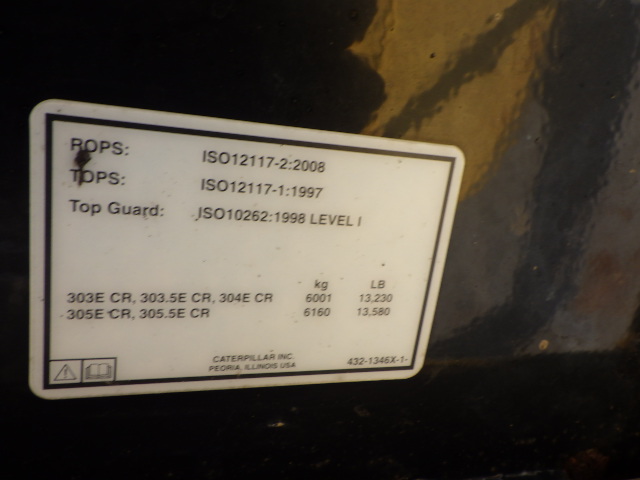 ROPS: ISO12117-2:2008
TOPS: ISO12117-1:1997
Top Guard: ISO10262:1998 LEVEL I
kg LB
303E CR, 303.5E CR, 304E CR 6001 13,230
305E CR, 305.5E CR 6160 13,580
CATERPILLAR INC.
PEORIA, ILLINOIS USA
432-1346X-1-